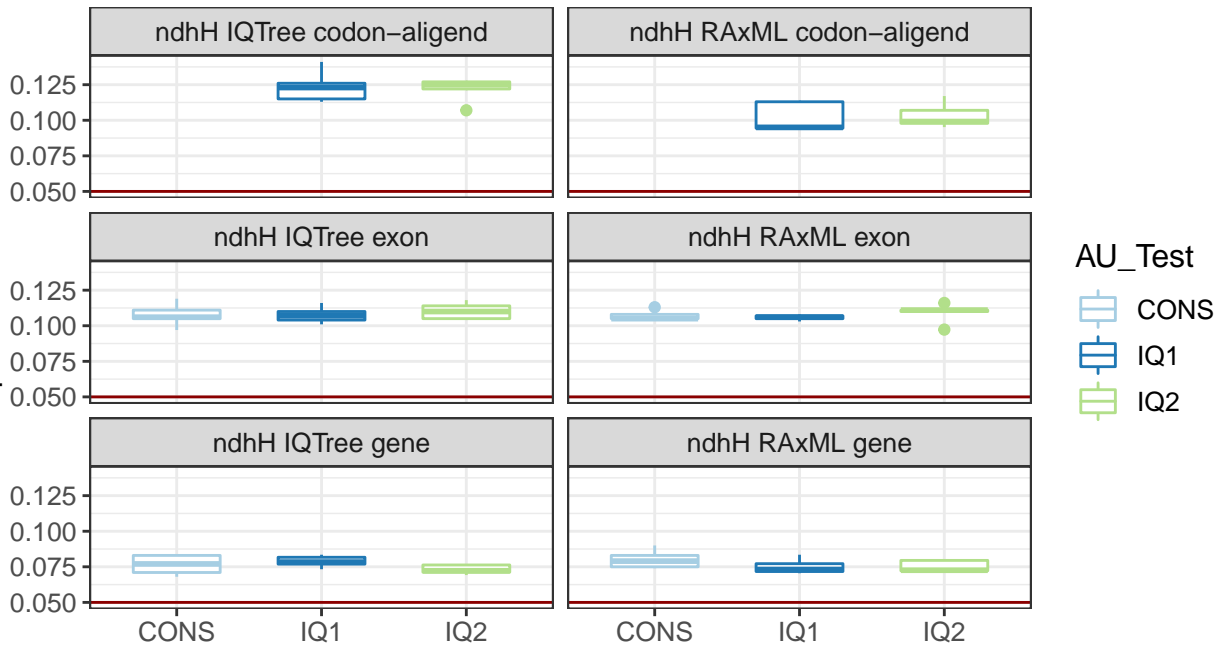 ndhH IQTree codon−aligend
ndhH RAxML codon−aligend
0.125
0.100
0.075
0.050
ndhH IQTree exon
ndhH RAxML exon
0.125
0.100
0.075
0.050
ndhH IQTree gene
ndhH RAxML gene
0.125
0.100
0.075
0.050
CONS IQ1 IQ2
CONS IQ1 IQ2
AU_Test
CONS
IQ1
IQ2